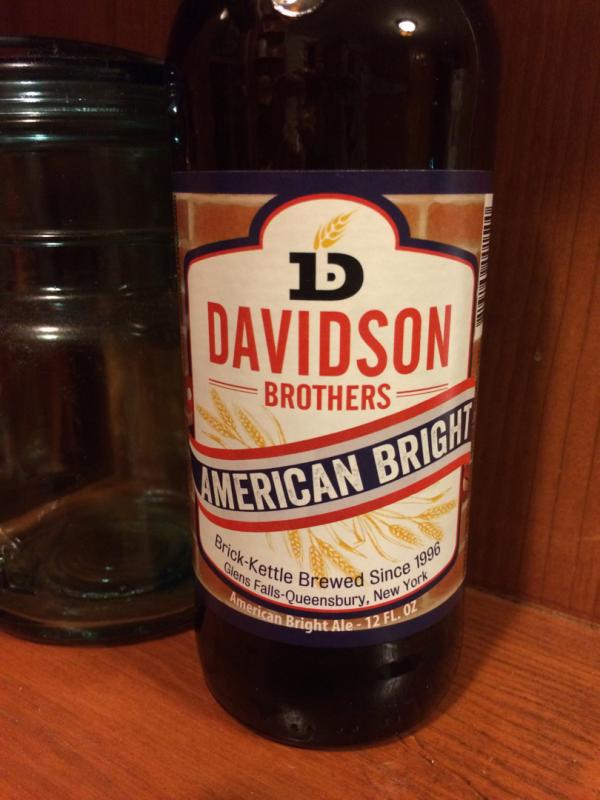 DB
DAVIDSON
BROTHERS
AMERICAN BRIGHT
Brick-Kettle Brewed Since 1996
Glens Falls-Queensbury, New York
American Bright Ale - 12 FL. OZ